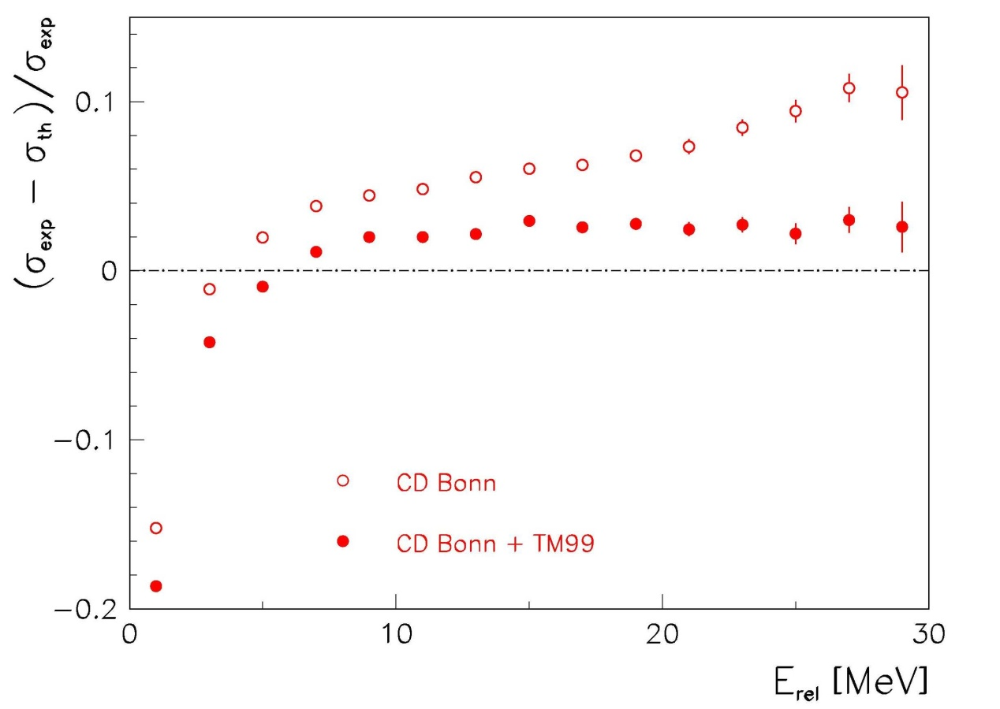 (σexp − σth)/σexp
0.1
0
−0.1
−0.2
CD Bonn
CD Bonn + TM99
0 10 20 30
Erel [MeV]